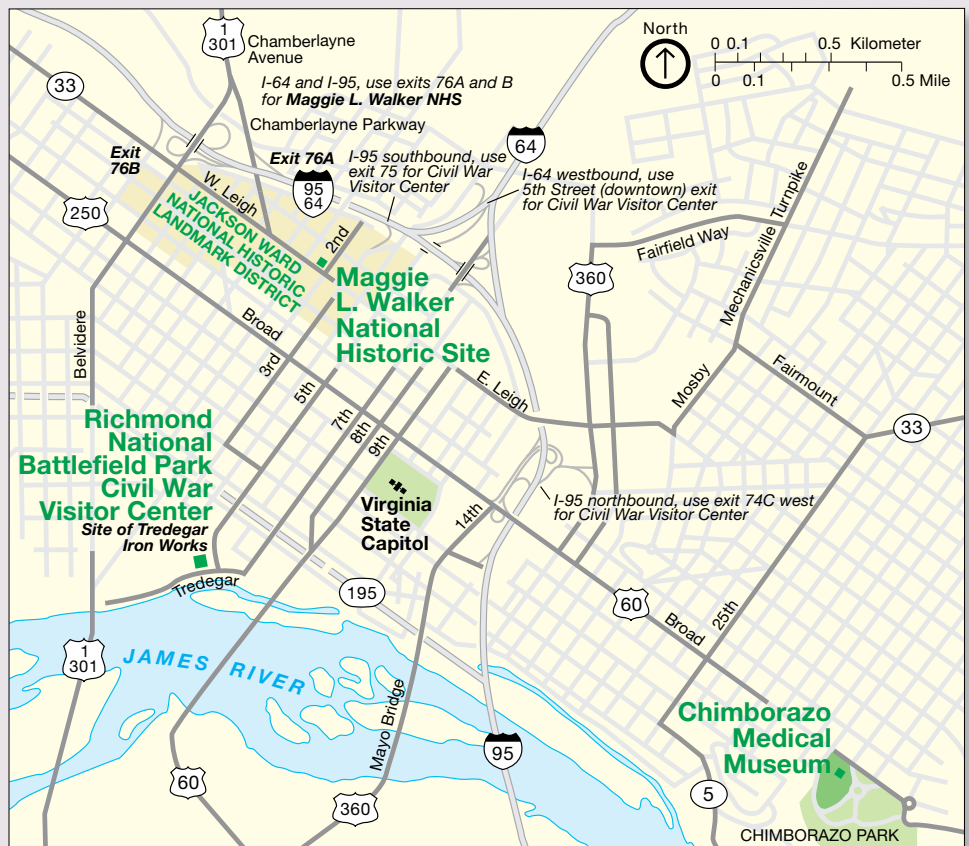 1
301
Chamberlayne
Avenue
North
0 0.1 0.5 Kilometer
0 0.1 0.5 Mile
33
I-64 and I-95, use exits 76A and B
for Maggie L. Walker NHS
Chamberlayne Parkway
Exit
76B
Exit 76A
I-95 southbound, use
exit 75 for Civil War
Visitor Center
64
I-64 westbound, use
5th Street (downtown) exit
for Civil War Visitor Center
95
64
250
W. Leigh
JACKSON WARD
NATIONAL HISTORIC
LANDMARK DISTRICT
2nd
Fairfield Way
Mechanicsville Turnpike
360
Maggie
L. Walker
National
Historic Site
Belvidere
Broad
3rd
5th
7th
8th
9th
E. Leigh
Mosby
Fairmount
33
Richmond
National
Battlefield Park
Civil War
Visitor Center
Site of Tredegar
Iron Works
Virginia
State
Capitol
14th
I-95 northbound, use exit 74C west
for Civil War Visitor Center
Tredegar
195
60
Broad
25th
1
301
JAMES RIVER
Mayo Bridge
95
Chimborazo
Medical
Museum
60
360
5
CHIMBORAZO PARK